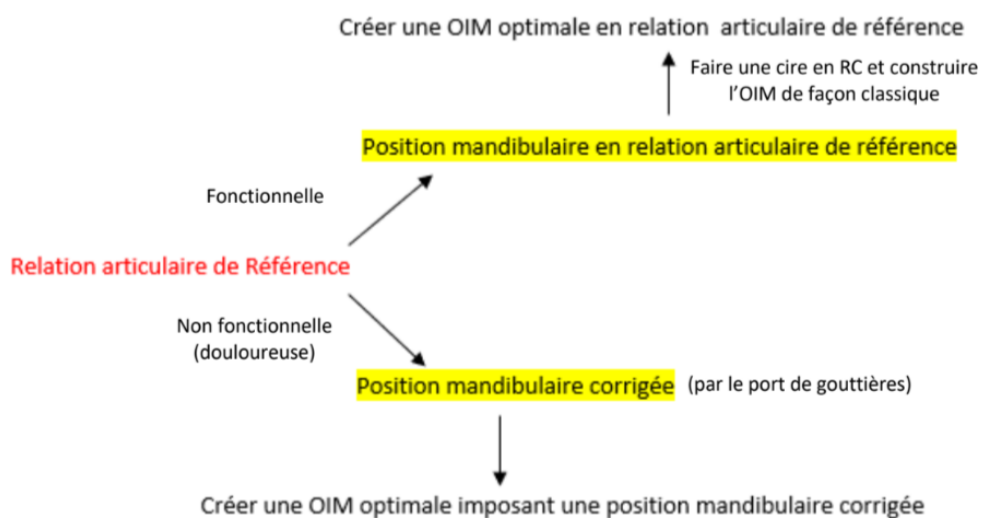 Créer une OIM optimale en relation articulaire de référence
Faire une cire en RC et construire
l'OIM de façon classique
Position mandibulaire en relation articulaire de référence
Fonctionnelle
Relation articulaire de Référence
Non fonctionnelle
(douloureuse)
Position mandibulaire corrigée (par le port de gouttières)
Créer une OIM optimale imposant une position mandibulaire corrigée